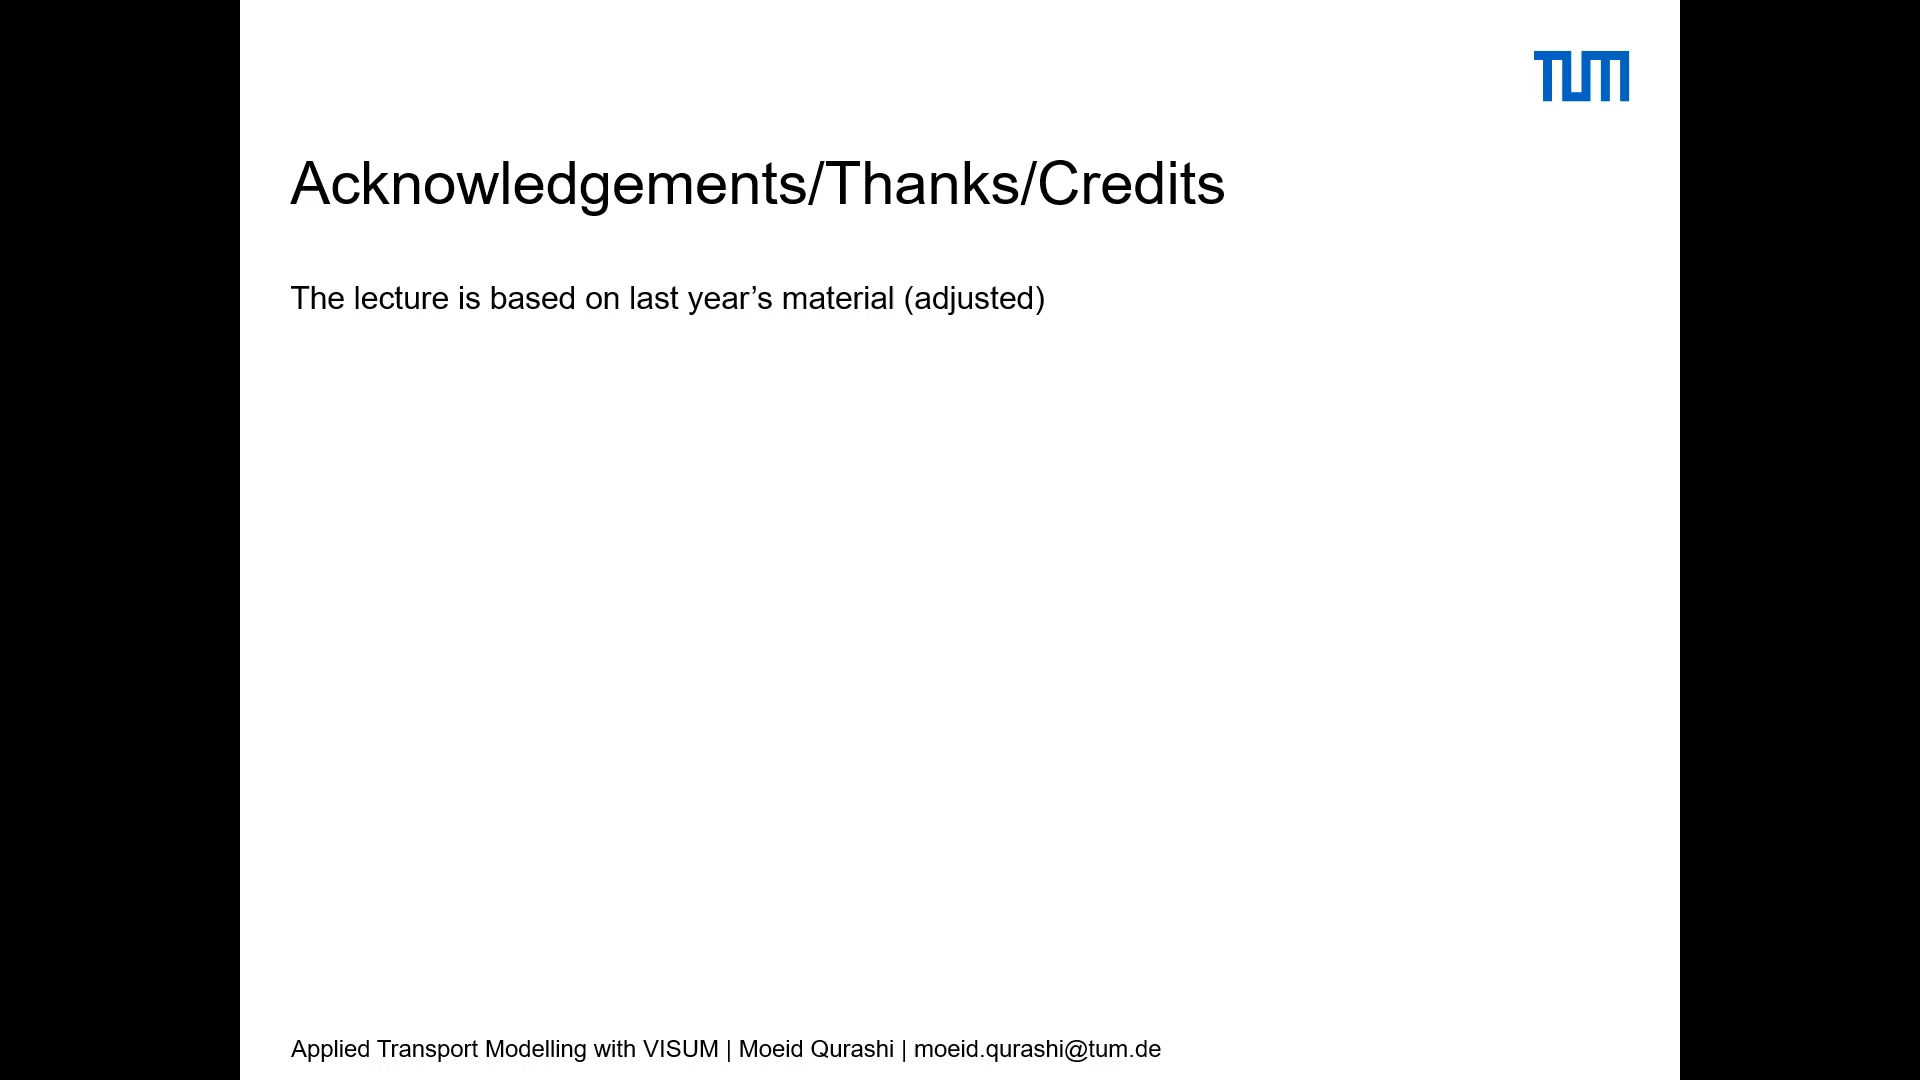 TUM
Acknowledgements/Thanks/Credits
The lecture is based on last year’s material (adjusted)
Applied Transport Modelling with VISUM | Moeid Qurashi | moeid.qurashi@tum.de